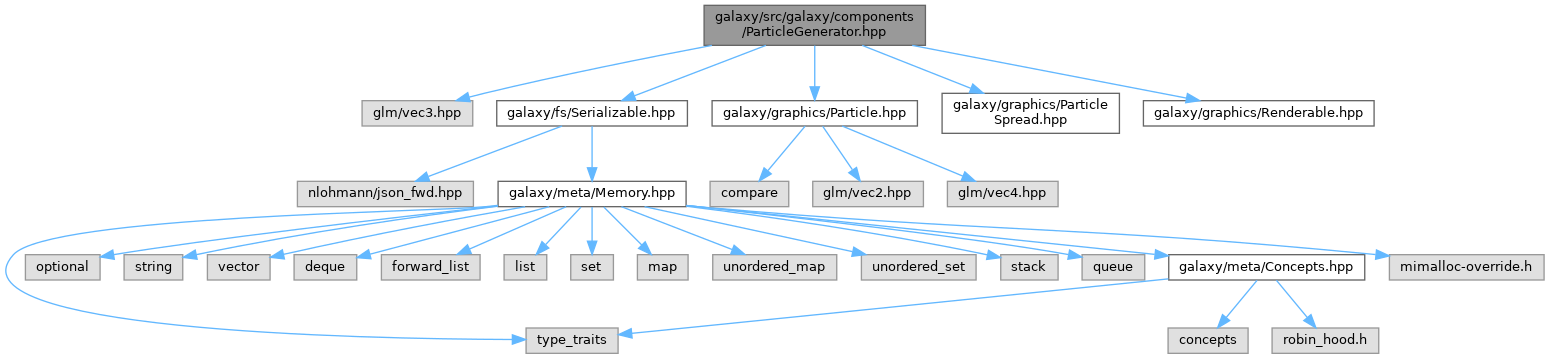 galaxy/src/galaxy/components
/ParticleGenerator.hpp
glm/vec3.hpp
galaxy/fs/Serializable.hpp
galaxy/graphics/Particle.hpp
galaxy/graphics/Particle
Spread.hpp
galaxy/graphics/Renderable.hpp
nlohmann/json_fwd.hpp
galaxy/meta/Memory.hpp
compare
glm/vec2.hpp
glm/vec4.hpp
optional
string
vector
deque
forward_list
list
set
map
unordered_map
unordered_set
stack
queue
galaxy/meta/Concepts.hpp
mimalloc-override.h
type_traits
concepts
robin_hood.h